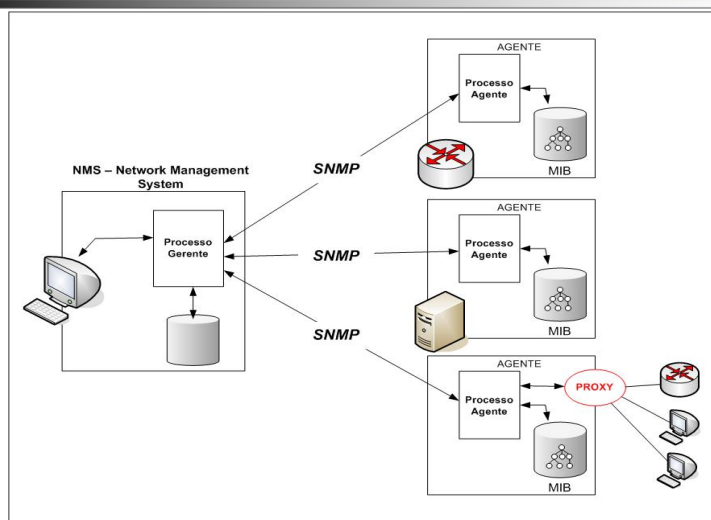 NMS – Network Management
System
Processo
Gerente
SNMP
SNMP
SNMP
AGENTE
Processo
Agente
MIB
AGENTE
Processo
Agente
MIB
AGENTE
Processo
Agente
PROXY
MIB